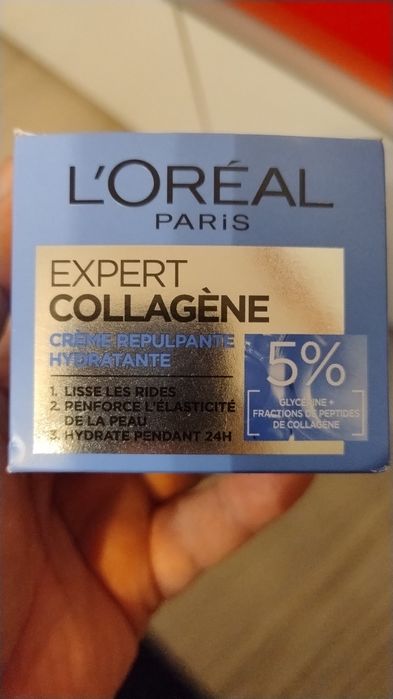 L'ORÉAL
PARiS
EXPERT
COLLAGÈNE
CRÈME REPULPANTE
HYDRATANTE
5%
GLYCÉRINE +
FRACTIONS DE PEPTIDES
DE COLLAGÈNE
1. LISSE LES RIDES
2. RENFORCE L'ÉLASTICITÉ
DE LA PEAU
3. HYDRATE PENDANT 24H